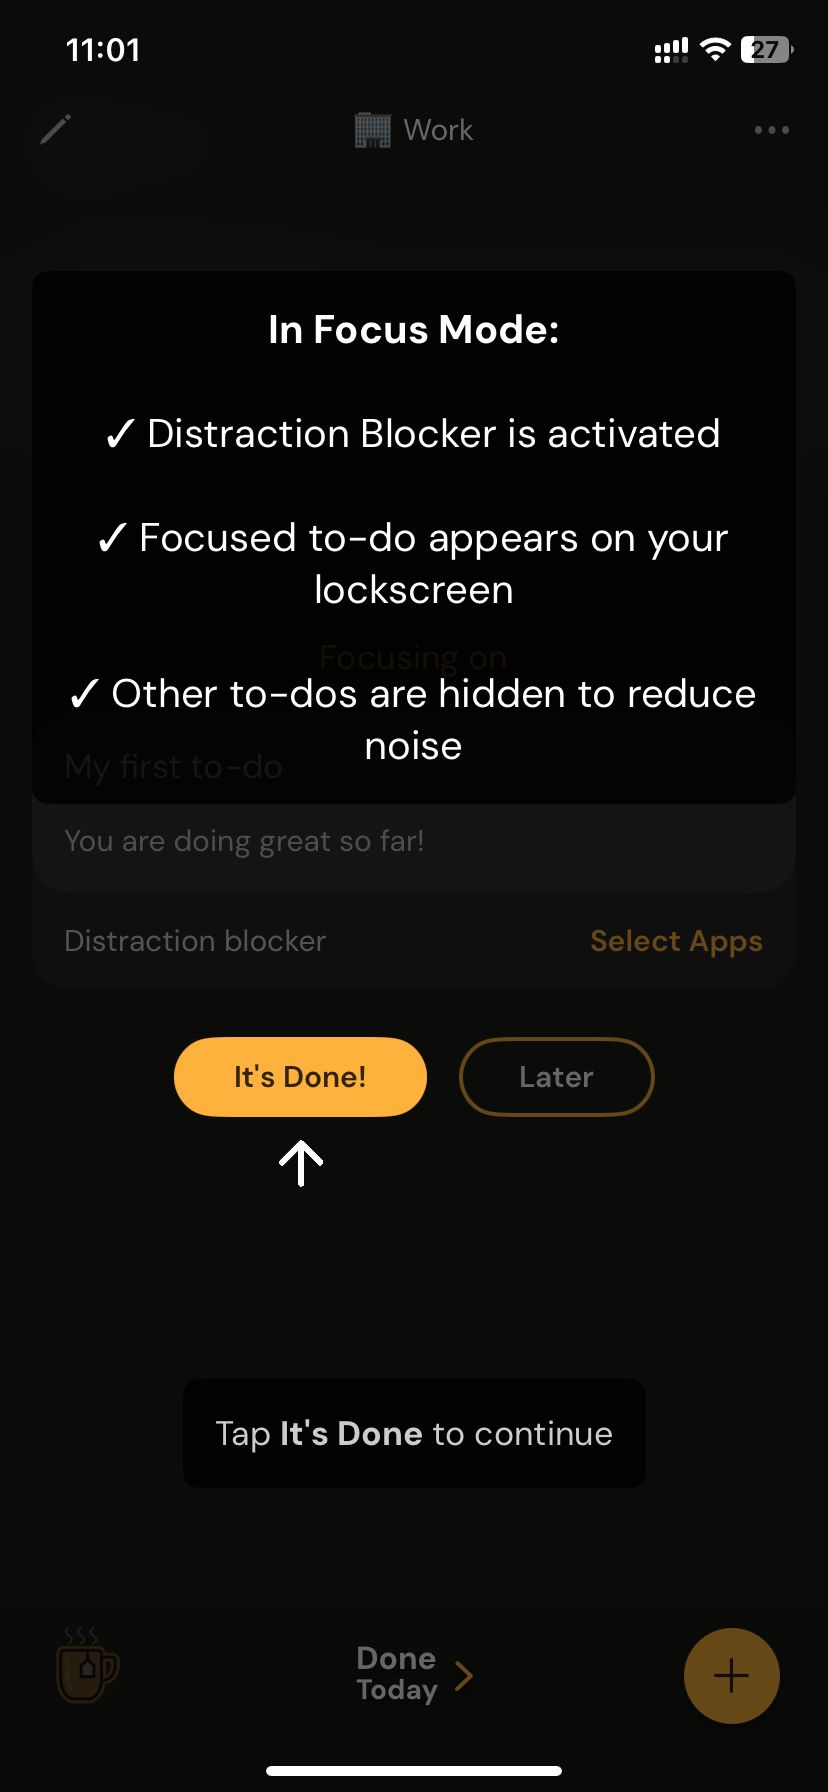 11:01
27
Work
In Focus Mode:
✓ Distraction Blocker is activated
✓ Focused to-do appears on your
lockscreen
Focusing on
✓ Other to-dos are hidden to reduce
noise
My first to-do
You are doing great so far!
Distraction blocker
Select Apps
It's Done!
Later
Tap It's Done to continue
Done
Today